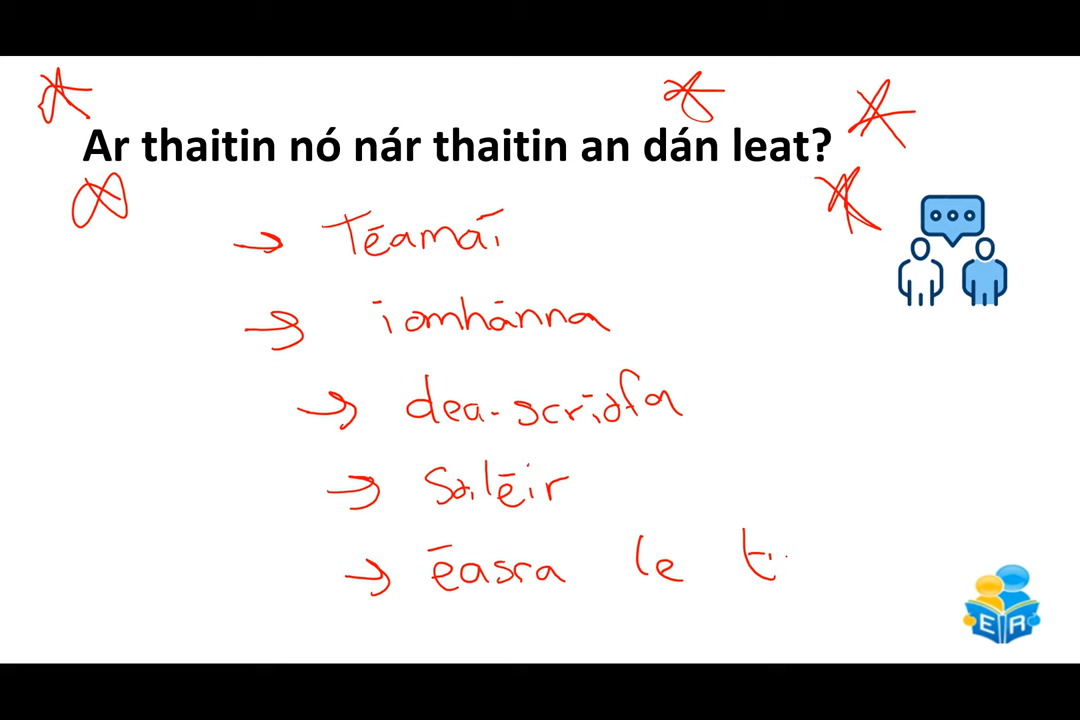 Ar thaitin nó nár thaitin an dán leat?
→ Téamaí
→ íomhánna
→ dea-scríofa
→ soiléir
→ éasca le
E R